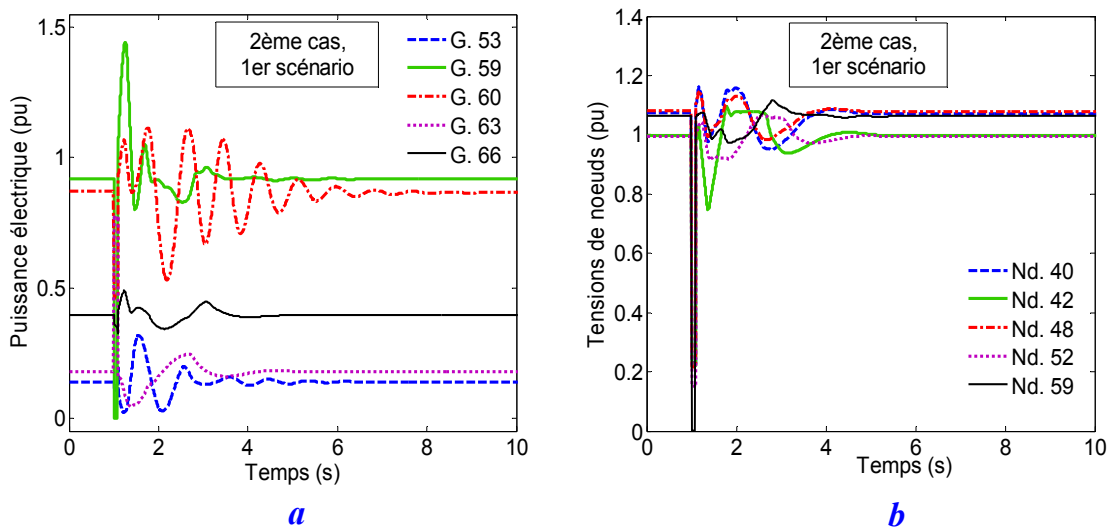 1.5
1
0.5
0
0
2
4
6
8
10
Puissance électrique (pu)
Temps (s)
2ème cas,
1er scénario
G. 53
G. 59
G. 60
G. 63
G. 66
a
1.4
1.2
1
0.8
0.6
0.4
0.2
0
0
2
4
6
8
10
Tensions de noeuds (pu)
Temps (s)
2ème cas,
1er scénario
Nd. 40
Nd. 42
Nd. 48
Nd. 52
Nd. 59
b